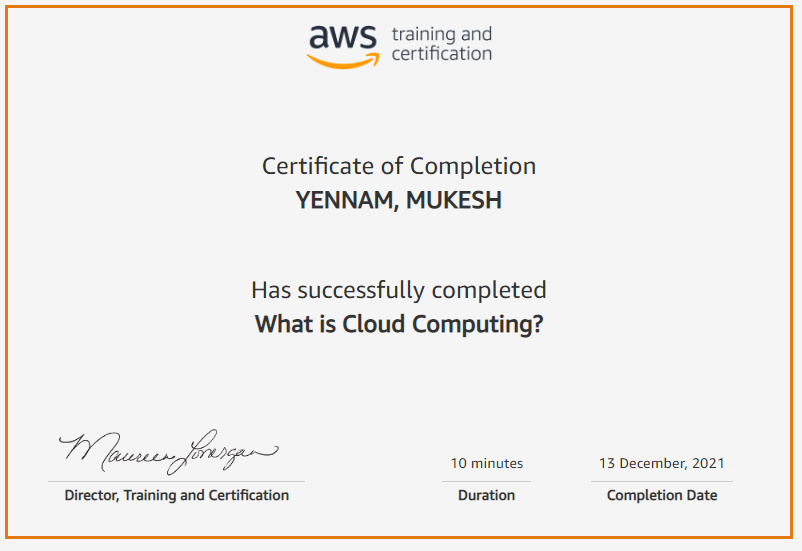 aws training and
certification
Certificate of Completion
YENNAM, MUKESH
Has successfully completed
What is Cloud Computing?
Maureen Lonergan
10 minutes
13 December, 2021
Director, Training and Certification
Duration
Completion Date